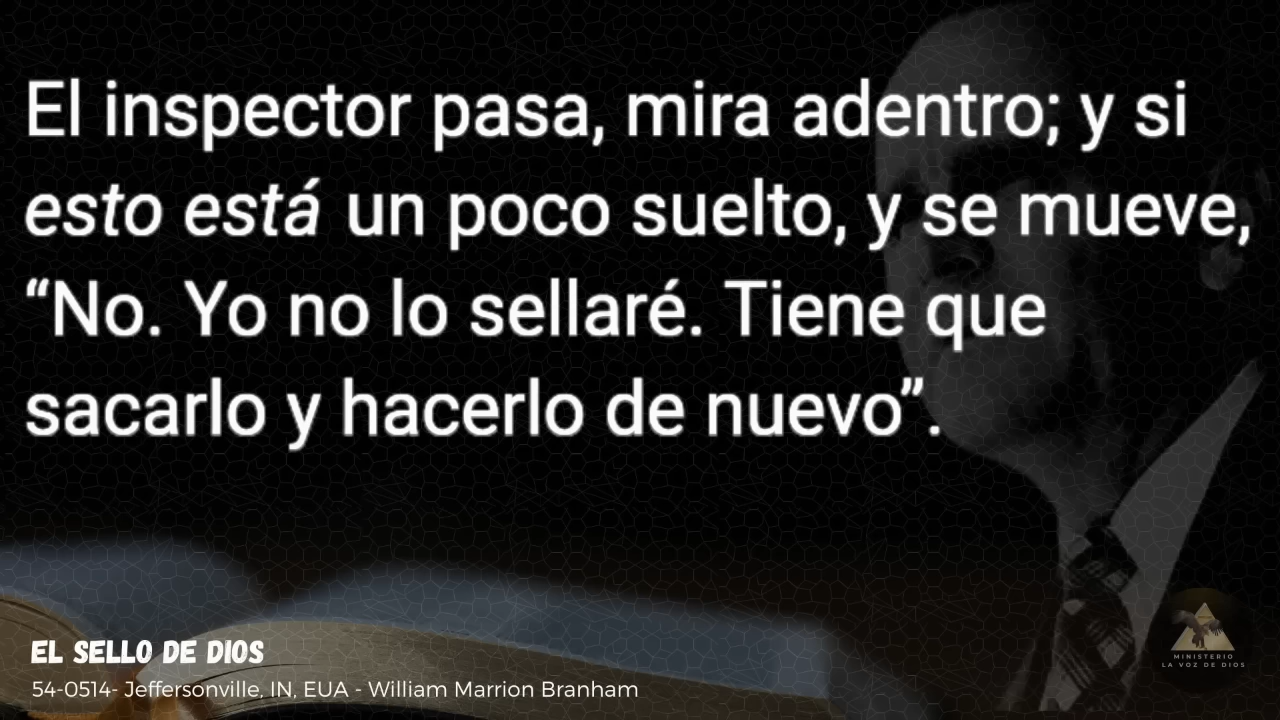 El inspector pasa, mira adentro; y si
esto está un poco suelto, y se mueve,
“No. Yo no lo sellaré. Tiene que
sacarlo y hacerlo de nuevo”.
EL SELLO DE DIOS
54-0514- Jeffersonville, IN, EUA - William Marrion Branham
MINISTERIO
LA VOZ DE DIOS